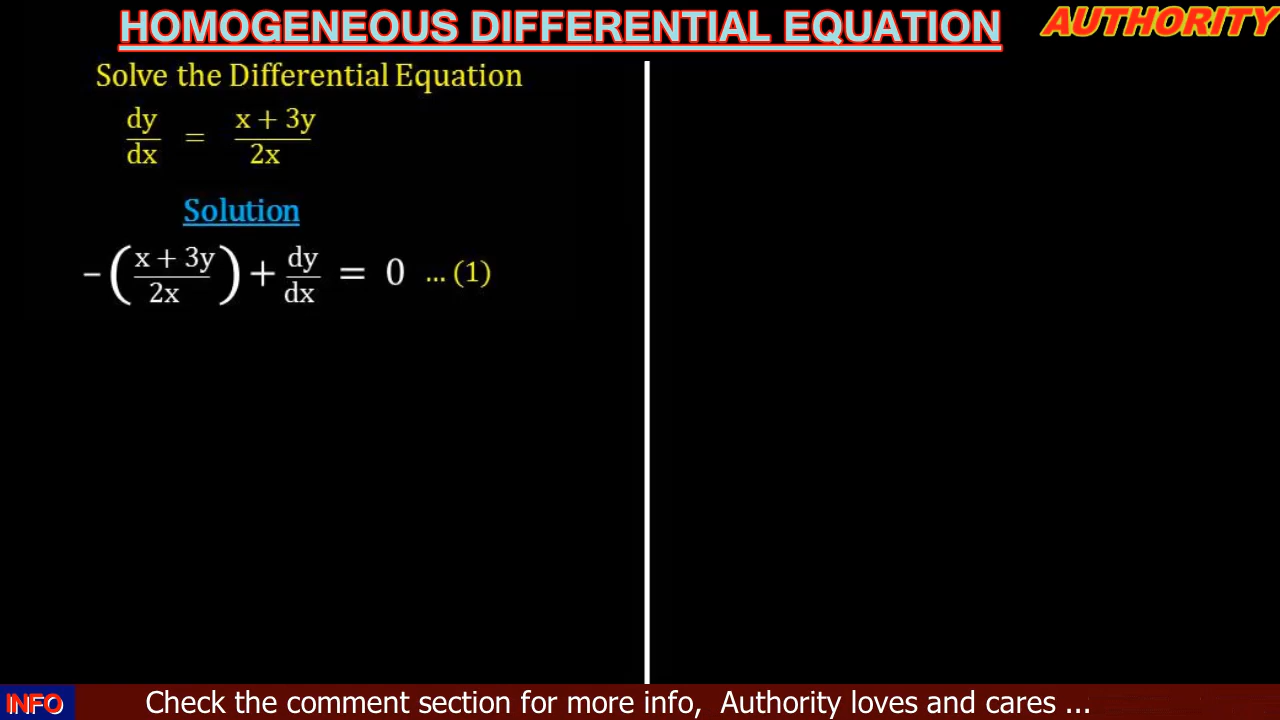 HOMOGENEOUS DIFFERENTIAL EQUATION
AUTHORITY
Solve the Differential Equation
dy/dx = x + 3y/2x
Solution
−(x + 3y/2x) + dy/dx = 0 ... (1)
INFO
Check the comment section for more info, Authority loves and cares ...